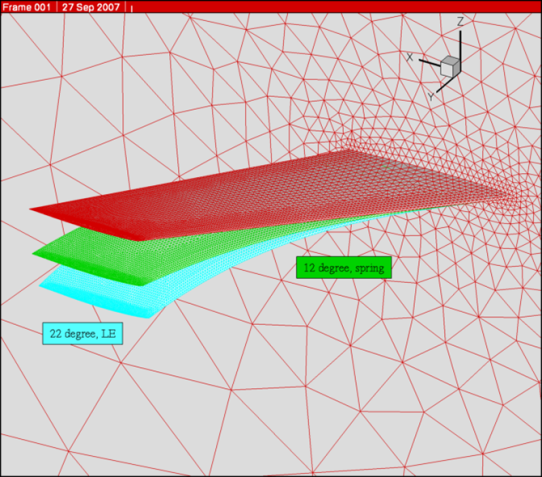 Frame 001 | 27 Sep 2007 |
Z
X
Y
12 degree, spring
22 degree, LE